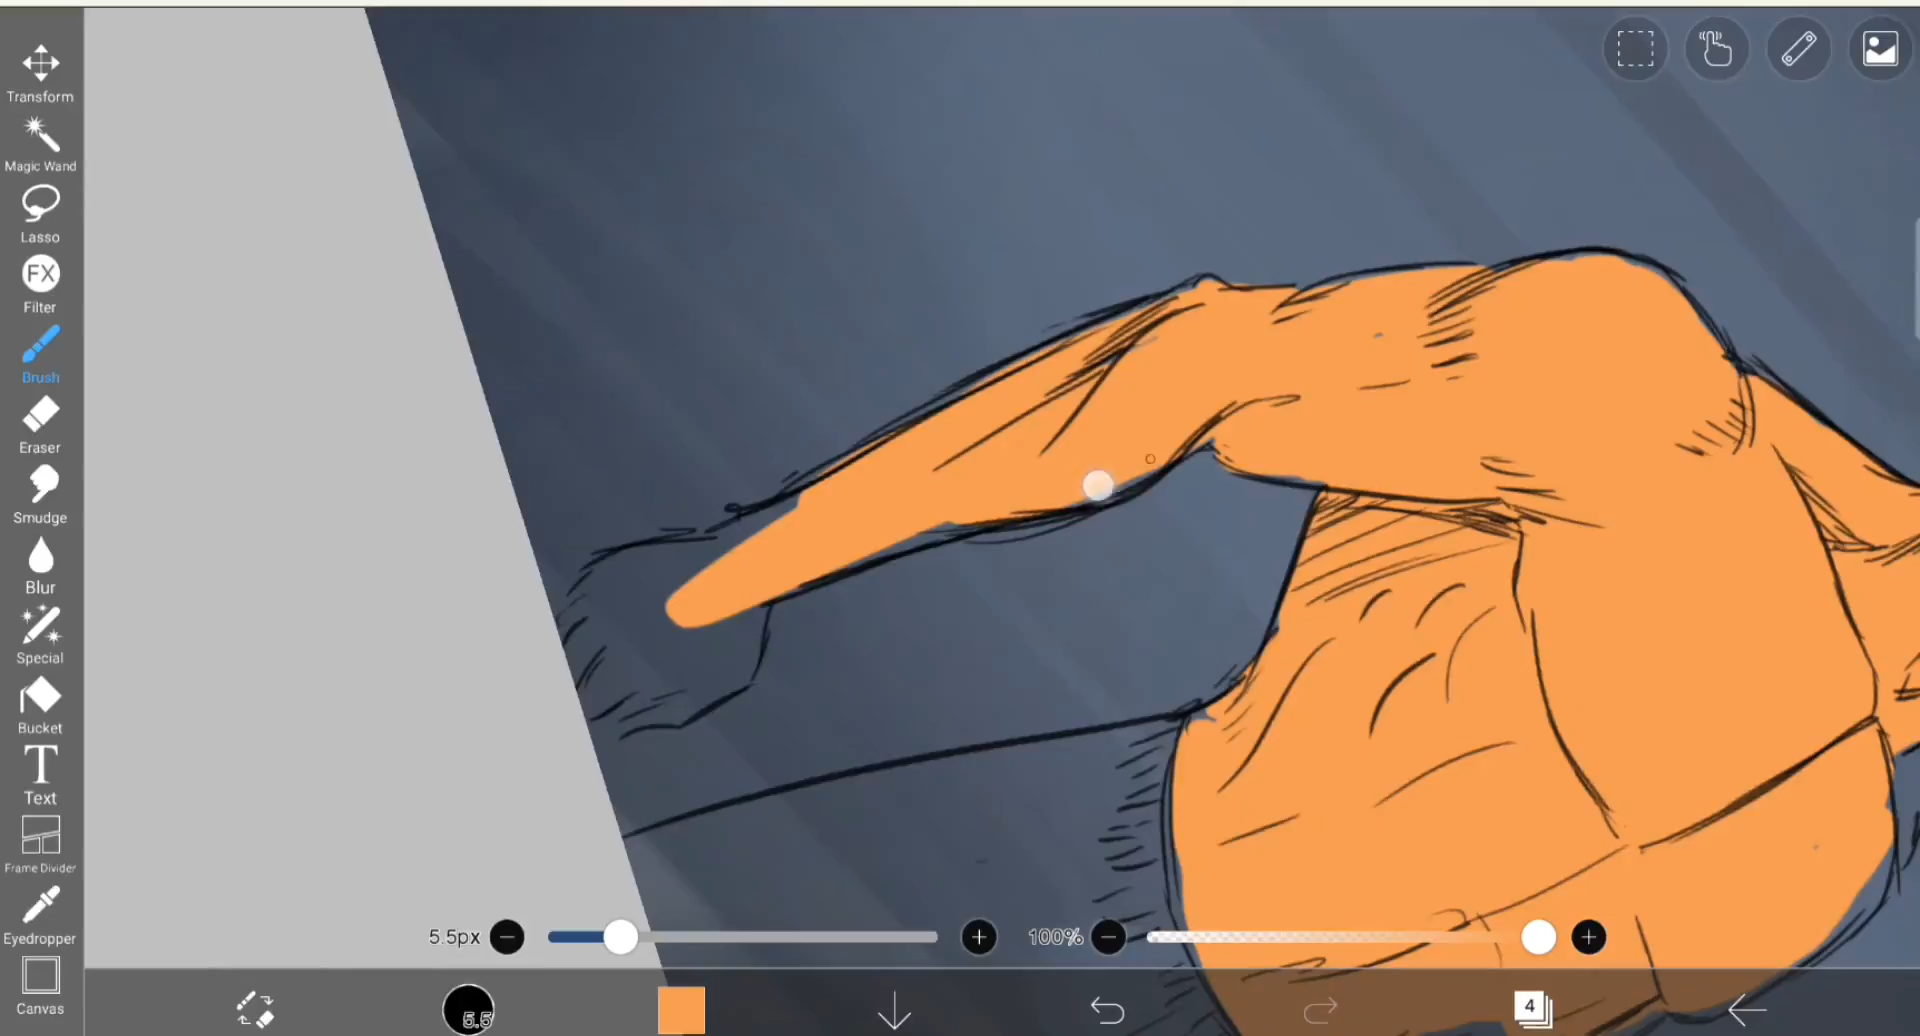 Transform
Magic Wand
Lasso
FX
Filter
Brush
Eraser
Smudge
Blur
Special
Bucket
T
Text
Frame Divider
Eyedropper
Canvas
5.5px
100%
5.5
4